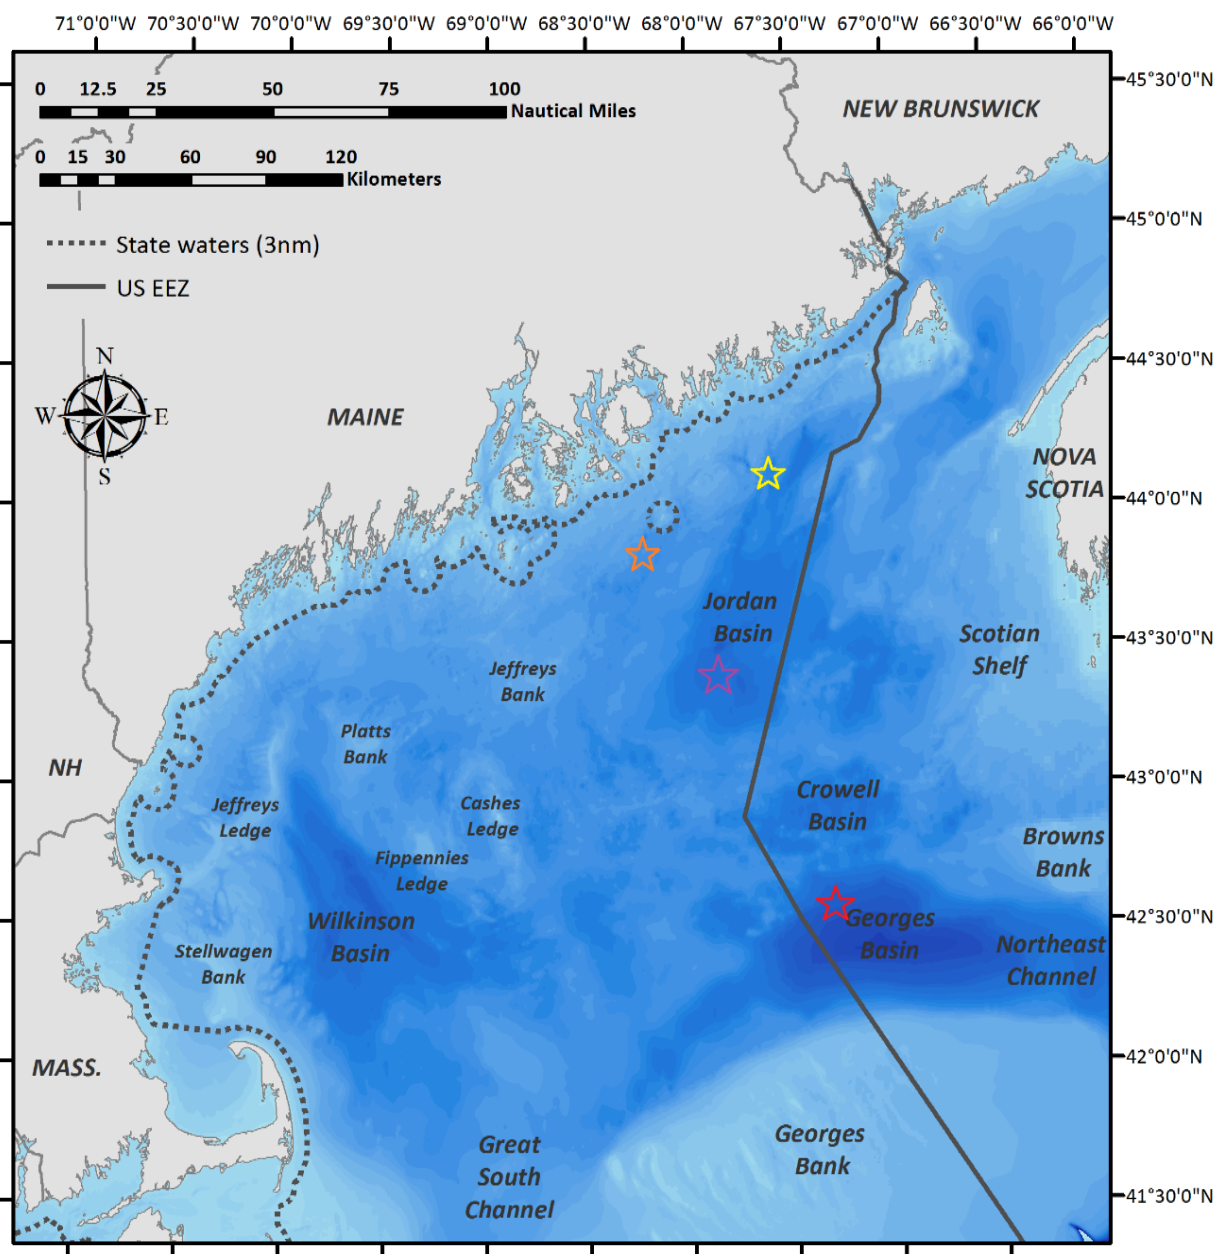 71°0'0"W 70°30'0"W 70°0'0"W 69°30'0"W 69°0'0"W 68°30'0"W 68°0'0"W 67°30'0"W 67°0'0"W 66°30'0"W 66°0'0"W
0 12.5 25 50 75 100
Nautical Miles
0 15 30 60 90 120
Kilometers
State waters (3nm)
US EEZ
N
W E
S
NEW BRUNSWICK
MAINE
NOVA
SCOTIA
Jordan
Basin
Scotian
Shelf
Jeffreys
Bank
Platts
Bank
NH
Jeffreys
Ledge
Cashes
Ledge
Crowell
Basin
Browns
Bank
Fippennies
Ledge
Wilkinson
Basin
Georges
Basin
Northeast
Channel
Stellwagen
Bank
MASS.
Georges
Bank
Great
South
Channel
45°30'0"N
45°0'0"N
44°30'0"N
44°0'0"N
43°30'0"N
43°0'0"N
42°30'0"N
42°0'0"N
41°30'0"N